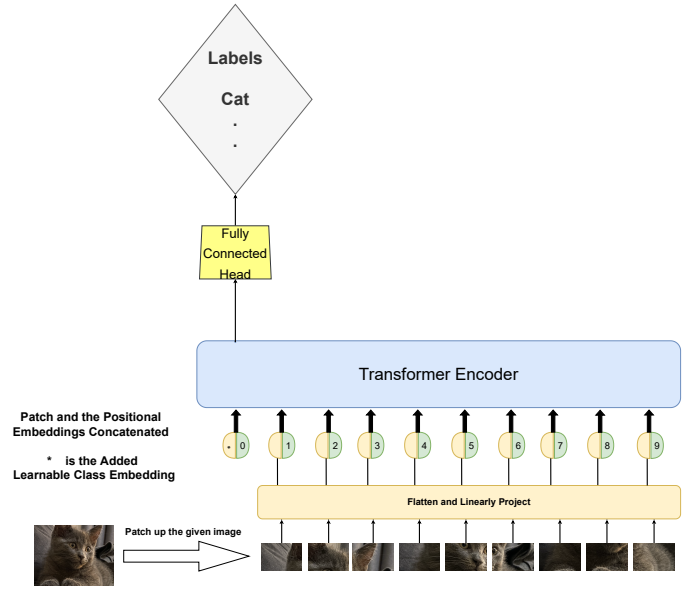 Labels
Cat
.
.
Fully
Connected
Head
Transformer Encoder
Patch and the Positional
Embeddings Concatenated
* 0 1 2 3 4 5 6 7 8 9
* is the Added
Learnable Class Embedding
Flatten and Linearly Project
Patch up the given image